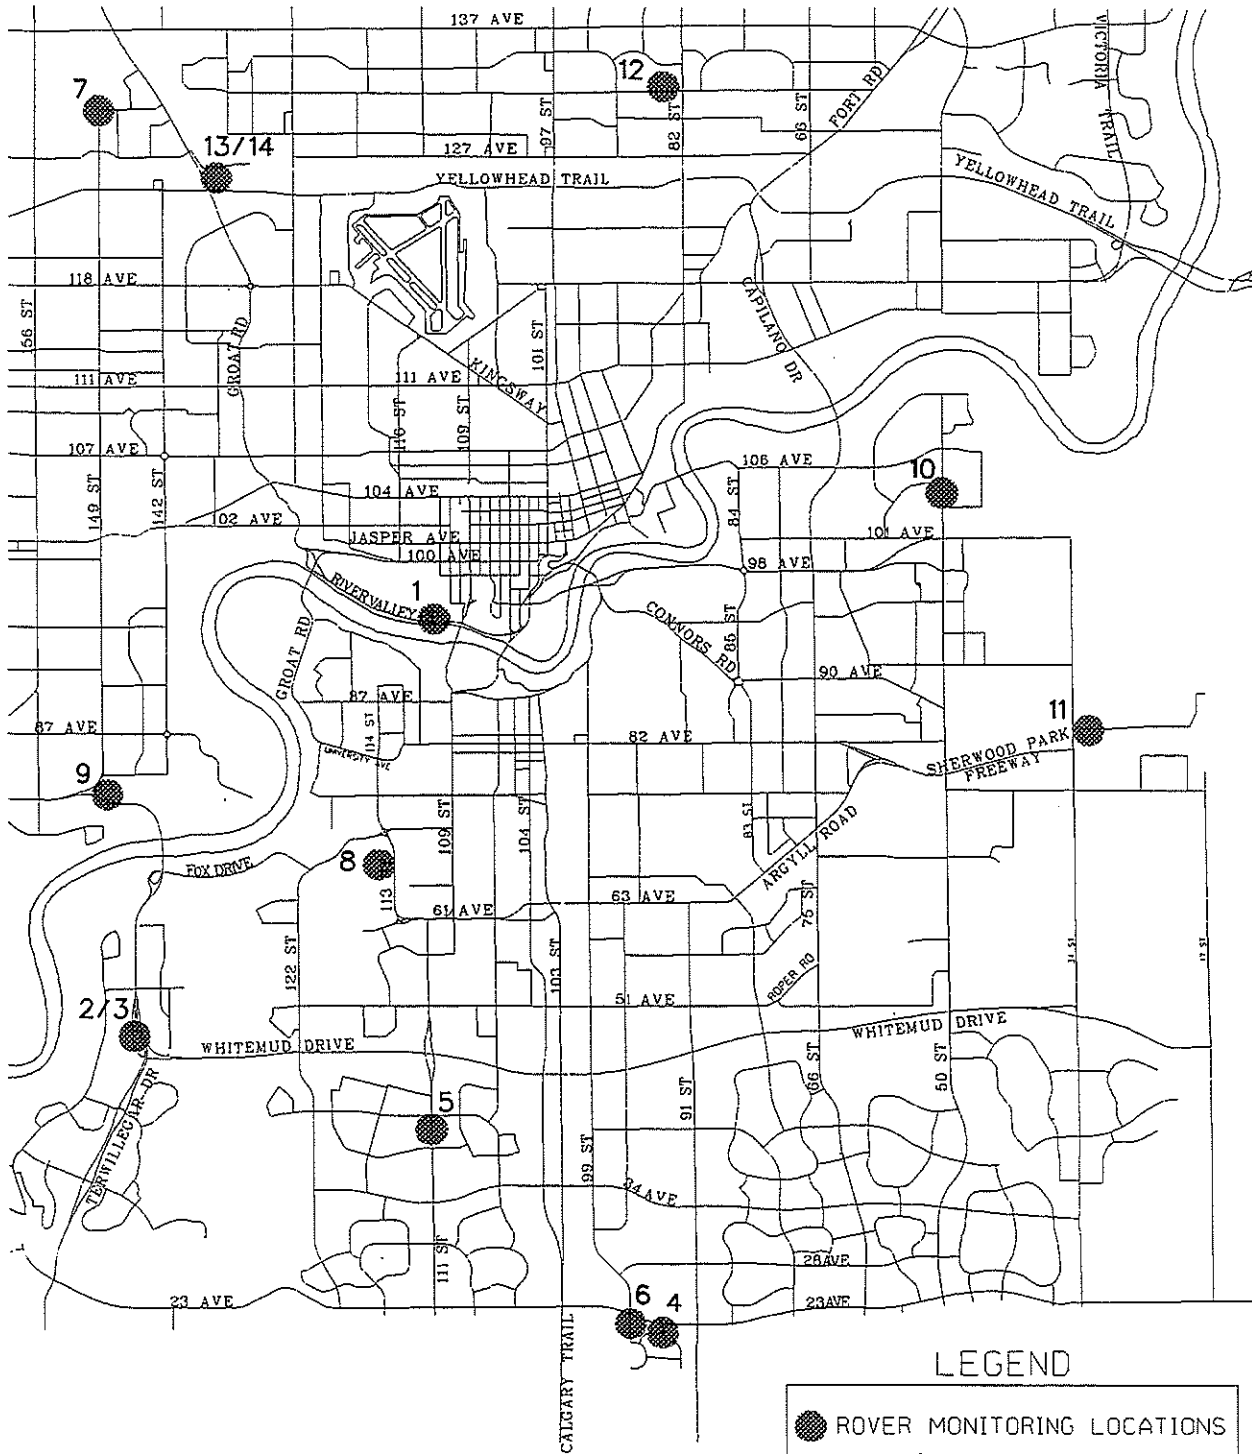 137 AVE
VICTORIA TRAIL
7
12
97 ST
82 ST
66 ST
FORT RD
13/14
127 AVE
YELLOWHEAD TRAIL
YELLOWHEAD TRAIL
118 AVE
156 ST
GROAT RD
CAPILANO DR
101 ST
KINGSWAY
111 AVE
111 AVE
116 ST
109 ST
107 AVE
106 AVE
10
149 ST
142 ST
104 AVE
84 ST
102 AVE
JASPER AVE
101 AVE
100 AVE
98 AVE
RIVERVALLEY
1
CONNORS RD
85 ST
GROAT RD
90 AVE
87 AVE
114 ST
11
87 AVE
82 AVE
UNIVERSITY AVE
SHERWOOD PARK
FREEWAY
9
109 ST
104 ST
83 ST
ARGYLL ROAD
8
FOX DRIVE
113
61 AVE
63 AVE
75 ST
122 ST
103 ST
34 ST
17 ST
ROPER RD
2/3
51 AVE
WHITEMUD DRIVE
WHITEMUD DRIVE
TERWILLEGAR DR
66 ST
50 ST
91 ST
5
99 ST
34 AVE
111 ST
28AVE
23 AVE
23AVE
6
4
CALGARY TRAIL
LEGEND
ROVER MONITORING LOCATIONS